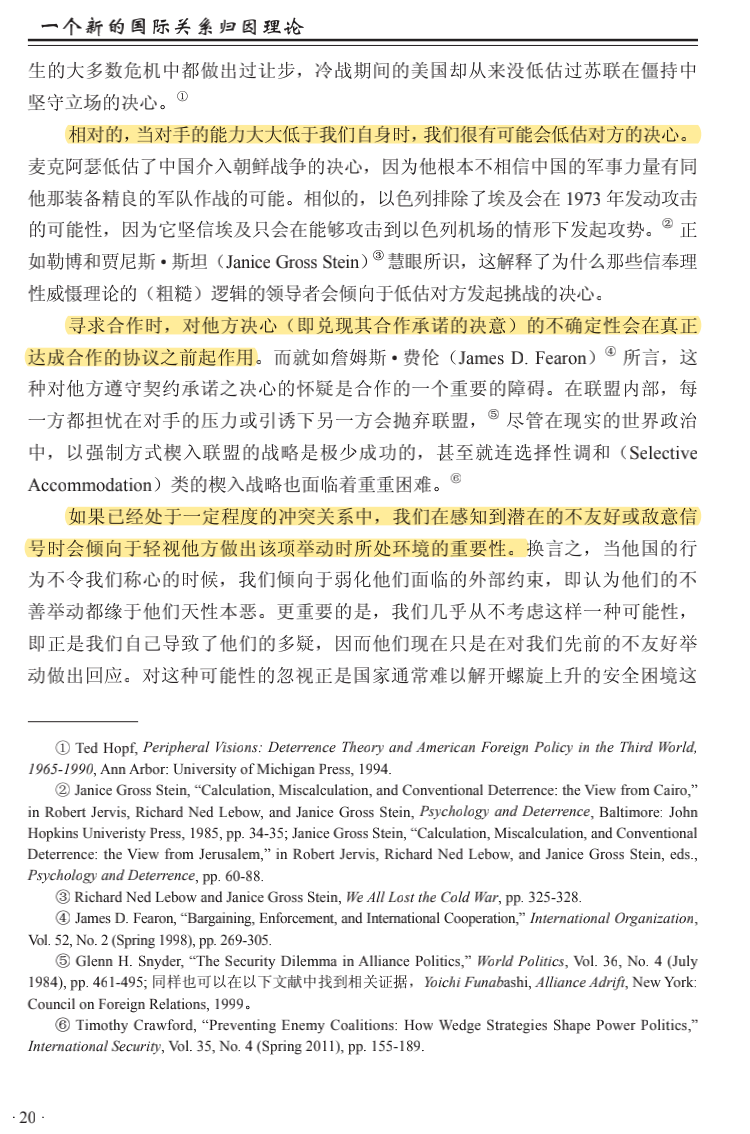 一个新的国际关系归因理论
生的大多数危机中都做出过让步，冷战期间的美国却从来没低估过苏联在僵持中
坚守立场的决心。①
相对的，当对手的能力大大低于我们自身时，我们很有可能会低估对方的决心。
麦克阿瑟低估了中国介入朝鲜战争的决心，因为他根本不相信中国的军事力量有同
他那装备精良的军队作战的可能。相似的，以色列排除了埃及会在 1973 年发动攻击
的可能性，因为它坚信埃及只会在能够攻击到以色列机场的情形下发起攻势。② 正
如勒博和贾尼斯·斯坦（Janice Gross Stein）③慧眼所识，这解释了为什么那些信奉理
性威慑理论的（粗糙）逻辑的领导者会倾向于低估对方发起挑战的决心。
寻求合作时，对他方决心（即兑现其合作承诺的决意）的不确定性会在真正
达成合作的协议之前起作用。而就如詹姆斯·费伦（James D. Fearon）④ 所言，这
种对他方遵守契约承诺之决心的怀疑是合作的一个重要的障碍。在联盟内部，每
一方都担忧在对手的压力或引诱下另一方会抛弃联盟，⑤ 尽管在现实的世界政治
中，以强制方式楔入联盟的战略是极少成功的，甚至就连选择性调和（Selective
Accommodation）类的楔入战略也面临着重重困难。⑥
如果已经处于一定程度的冲突关系中，我们在感知到潜在的不友好或敌意信
号时会倾向于轻视他方做出该项举动时所处环境的重要性。换言之，当他国的行
为不令我们称心的时候，我们倾向于弱化他们面临的外部约束，即认为他们的不
善举动都缘于他们天性本恶。更重要的是，我们几乎从不考虑这样一种可能性，
即正是我们自己导致了他们的多疑，因而他们现在只是在对我们先前的不友好举
动做出回应。对这种可能性的忽视正是国家通常难以解开螺旋上升的安全困境这
① Ted Hopf, Peripheral Visions: Deterrence Theory and American Foreign Policy in the Third World,
1965-1990, Ann Arbor: University of Michigan Press, 1994.
② Janice Gross Stein, “Calculation, Miscalculation, and Conventional Deterrence: the View from Cairo,”
in Robert Jervis, Richard Ned Lebow, and Janice Gross Stein, Psychology and Deterrence, Baltimore: John
Hopkins Univeristy Press, 1985, pp. 34-35; Janice Gross Stein, “Calculation, Miscalculation, and Conventional
Deterrence: the View from Jerusalem,” in Robert Jervis, Richard Ned Lebow, and Janice Gross Stein, eds.,
Psychology and Deterrence, pp. 60-88.
③ Richard Ned Lebow and Janice Gross Stein, We All Lost the Cold War, pp. 325-328.
④ James D. Fearon, “Bargaining, Enforcement, and International Cooperation,” International Organization,
Vol. 52, No. 2 (Spring 1998), pp. 269-305.
⑤ Glenn H. Snyder, “The Security Dilemma in Alliance Politics,” World Politics, Vol. 36, No. 4 (July
1984), pp. 461-495; 同样也可以在以下文献中找到相关证据，Yoichi Funabashi, Alliance Adrift, New York:
Council on Foreign Relations, 1999。
⑥ Timothy Crawford, “Preventing Enemy Coalitions: How Wedge Strategies Shape Power Politics,”
International Security, Vol. 35, No. 4 (Spring 2011), pp. 155-189.
· 20 ·